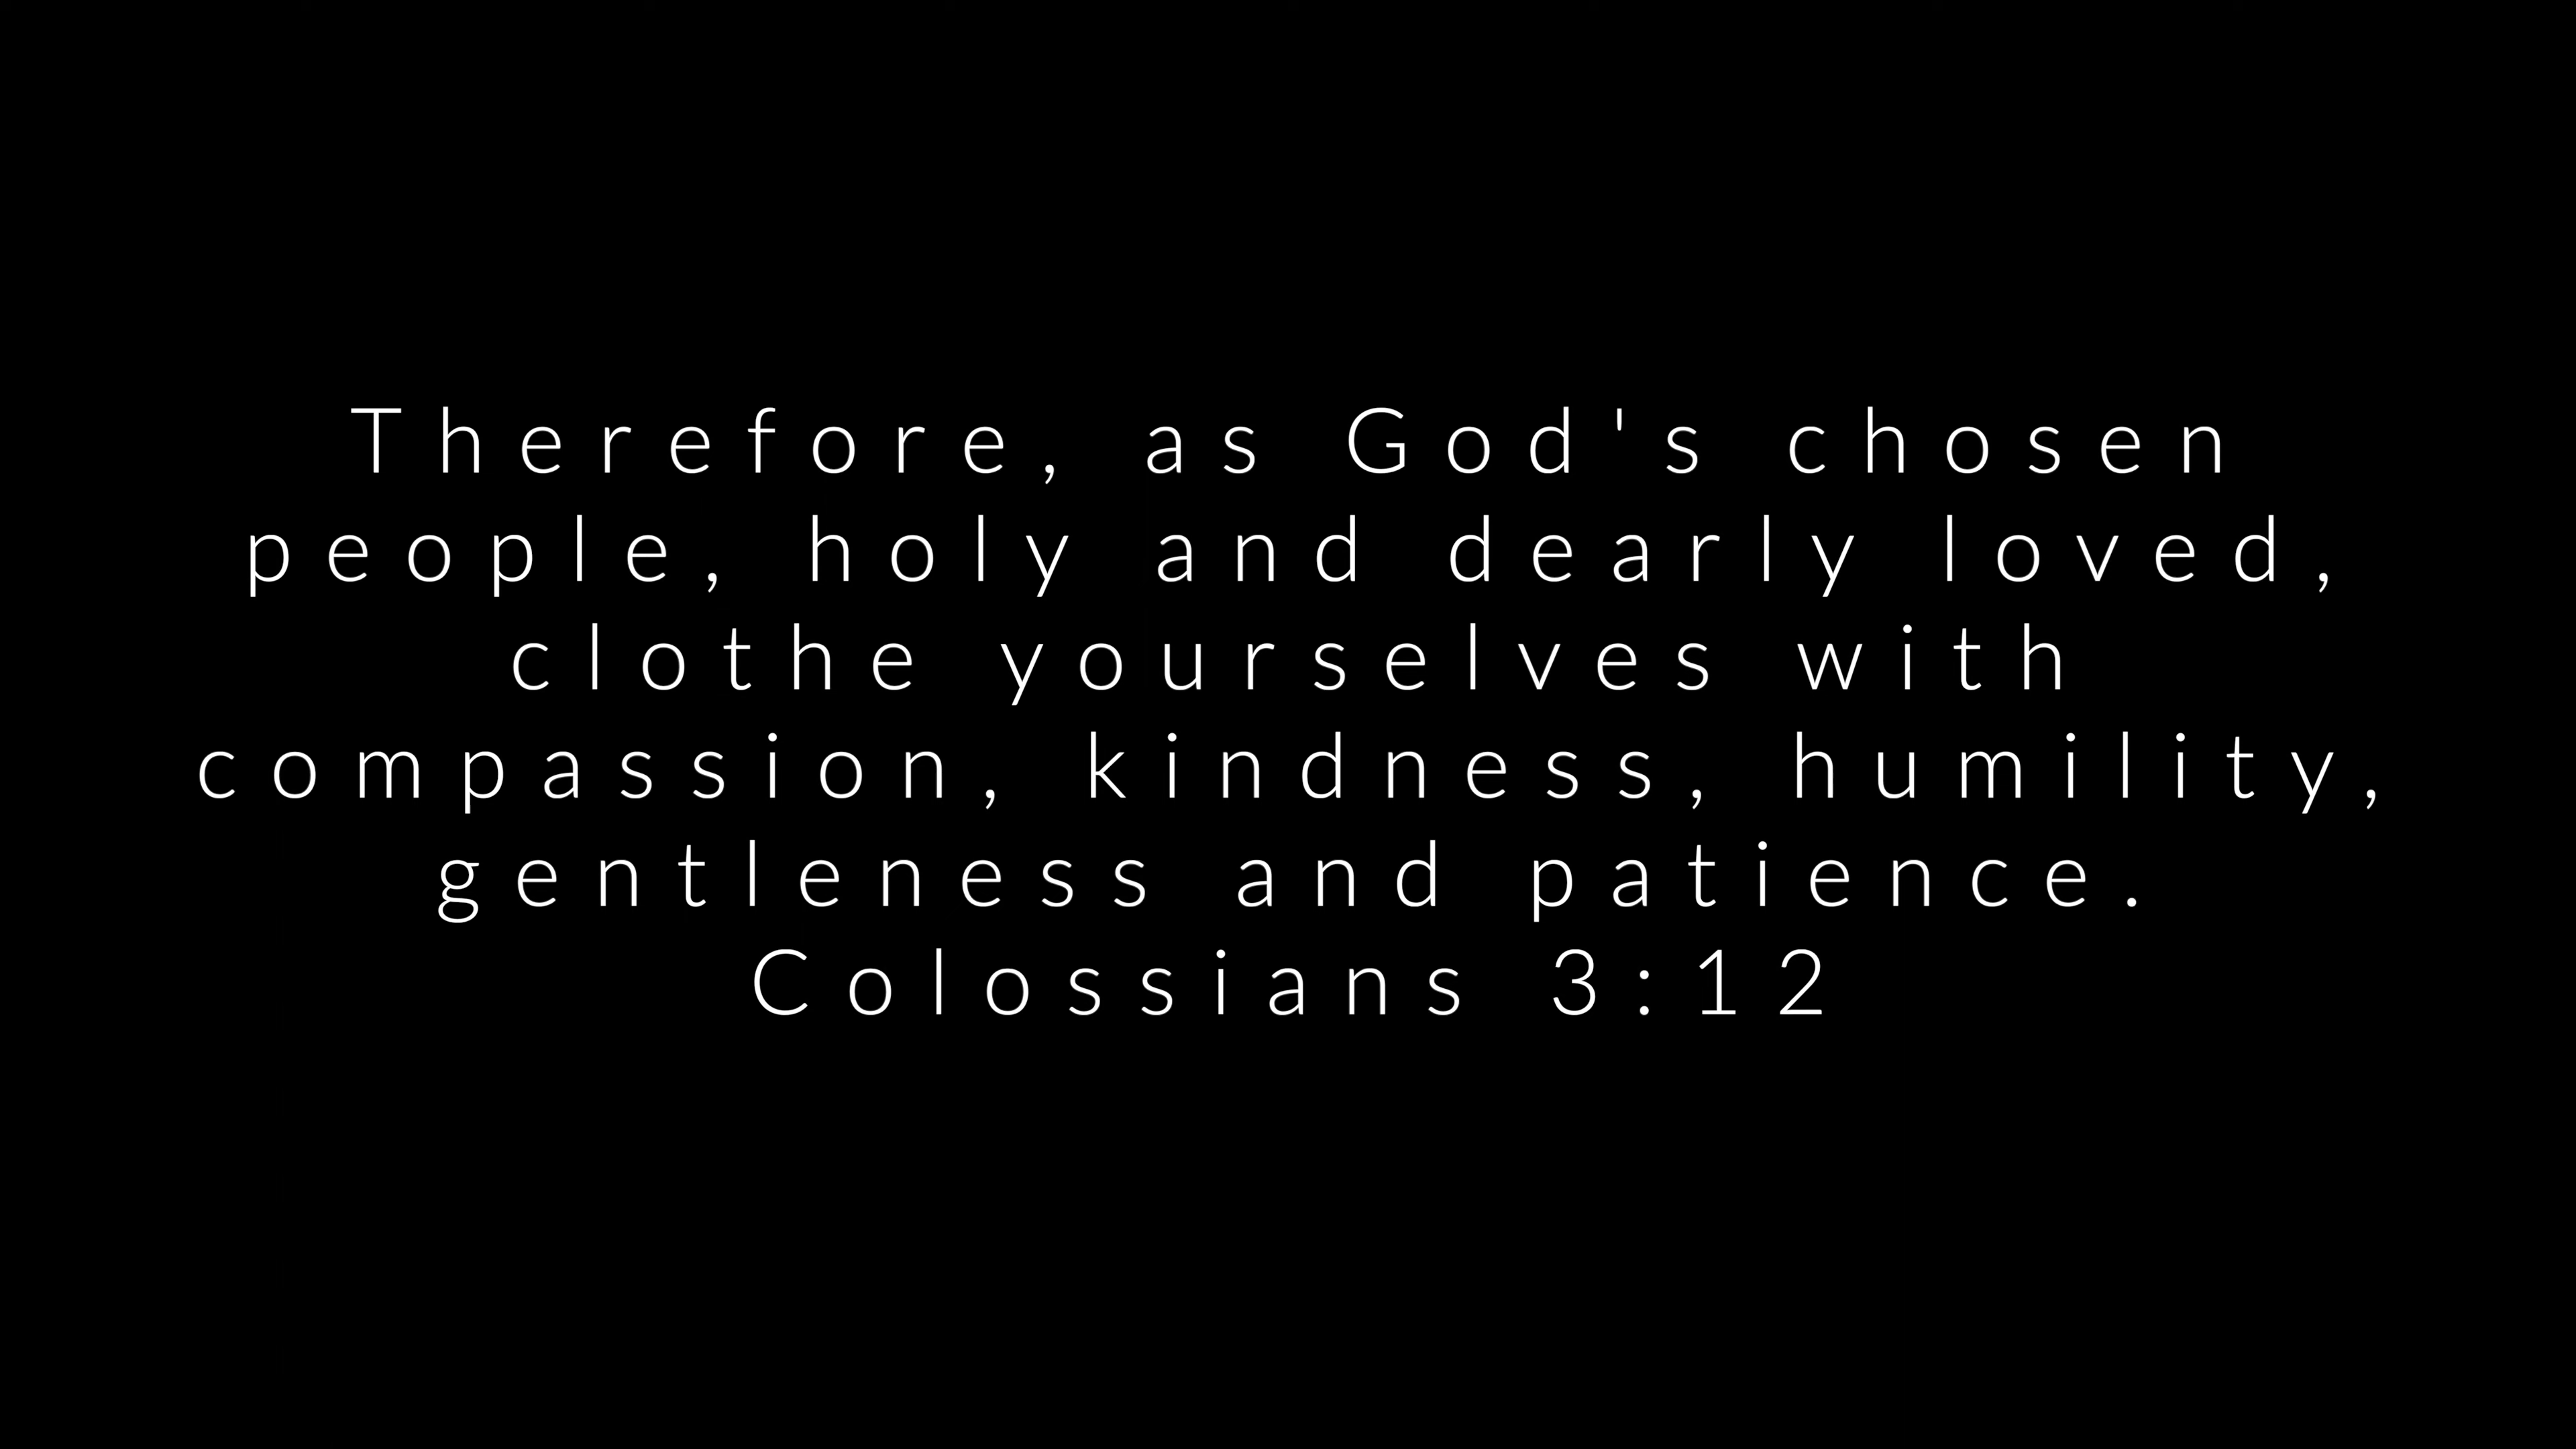 Therefore, as God's chosen
people, holy and dearly loved,
clothe yourselves with
compassion, kindness, humility,
gentleness and patience.
Colossians 3:12